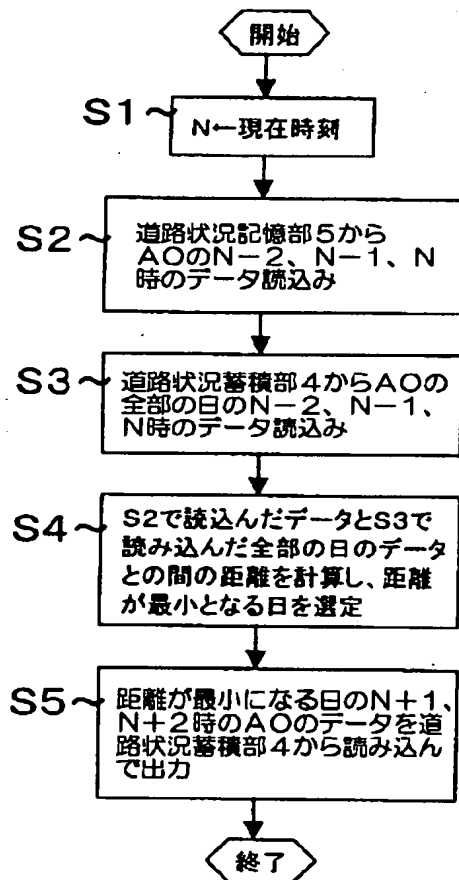 開始
S1~
N←現在時刻
S2~
道路状況記憶部5から
A0のN-2、N-1、N
時のデータ読込み
S3~
道路状況蓄積部4からA0の
全部の日のN-2、N-1、
N時のデータ読込み
S4~
S2で読込んだデータとS3で
読み込んだ全部の日のデータ
との間の距離を計算し、距離
が最小となる日を選定
S5~
距離が最小になる日のN+1、
N+2時のA0のデータを道
路状況蓄積部4から読み込ん
で出力
終了